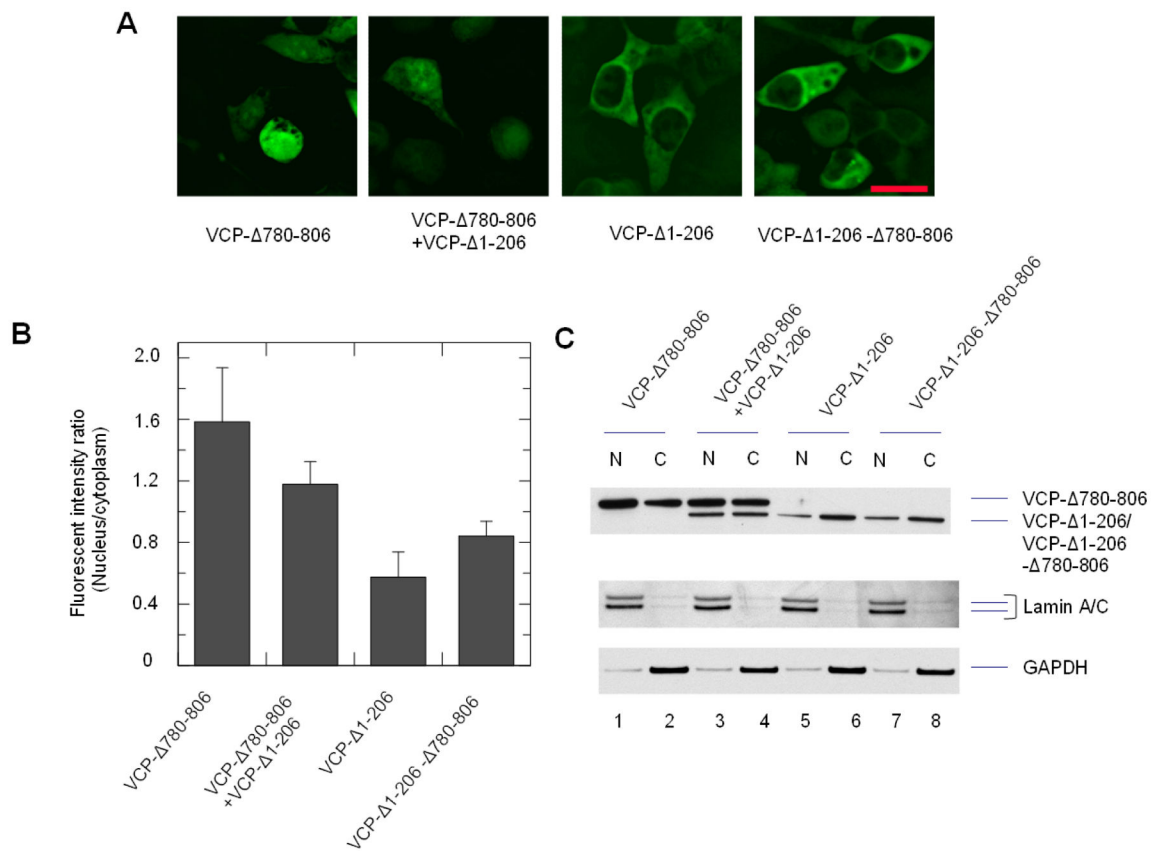 A
VCP-Δ780-806
VCP-Δ780-806
+VCP-Δ1-206
VCP-Δ1-206
VCP-Δ1-206 -Δ780-806
B
Fluorescent intensity ratio
(Nucleus/cytoplasm)
2.0
1.6
1.2
0.8
0.4
0
VCP-Δ780-806
VCP-Δ780-806
+VCP-Δ1-206
VCP-Δ1-206
VCP-Δ1-206 -Δ780-806
C
VCP-Δ780-806
VCP-Δ780-806
+VCP-Δ1-206
VCP-Δ1-206
VCP-Δ1-206 -Δ780-806
N C N C N C N C
VCP-Δ780-806
VCP-Δ1-206/
VCP-Δ1-206
-Δ780-806
Lamin A/C
GAPDH
1 2 3 4 5 6 7 8